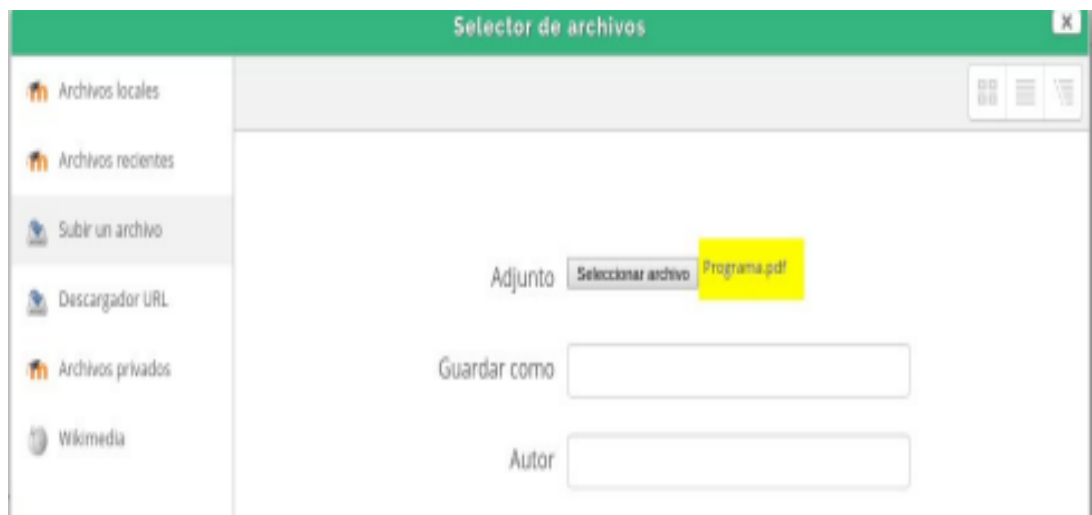 Selector de archivos
x
Archivos locales
Archivos recientes
Subir un archivo
Descargador URL
Archivos privados
Wikimedia
Adjunto Seleccionar archivo Programa.pdf
Guardar como
Autor